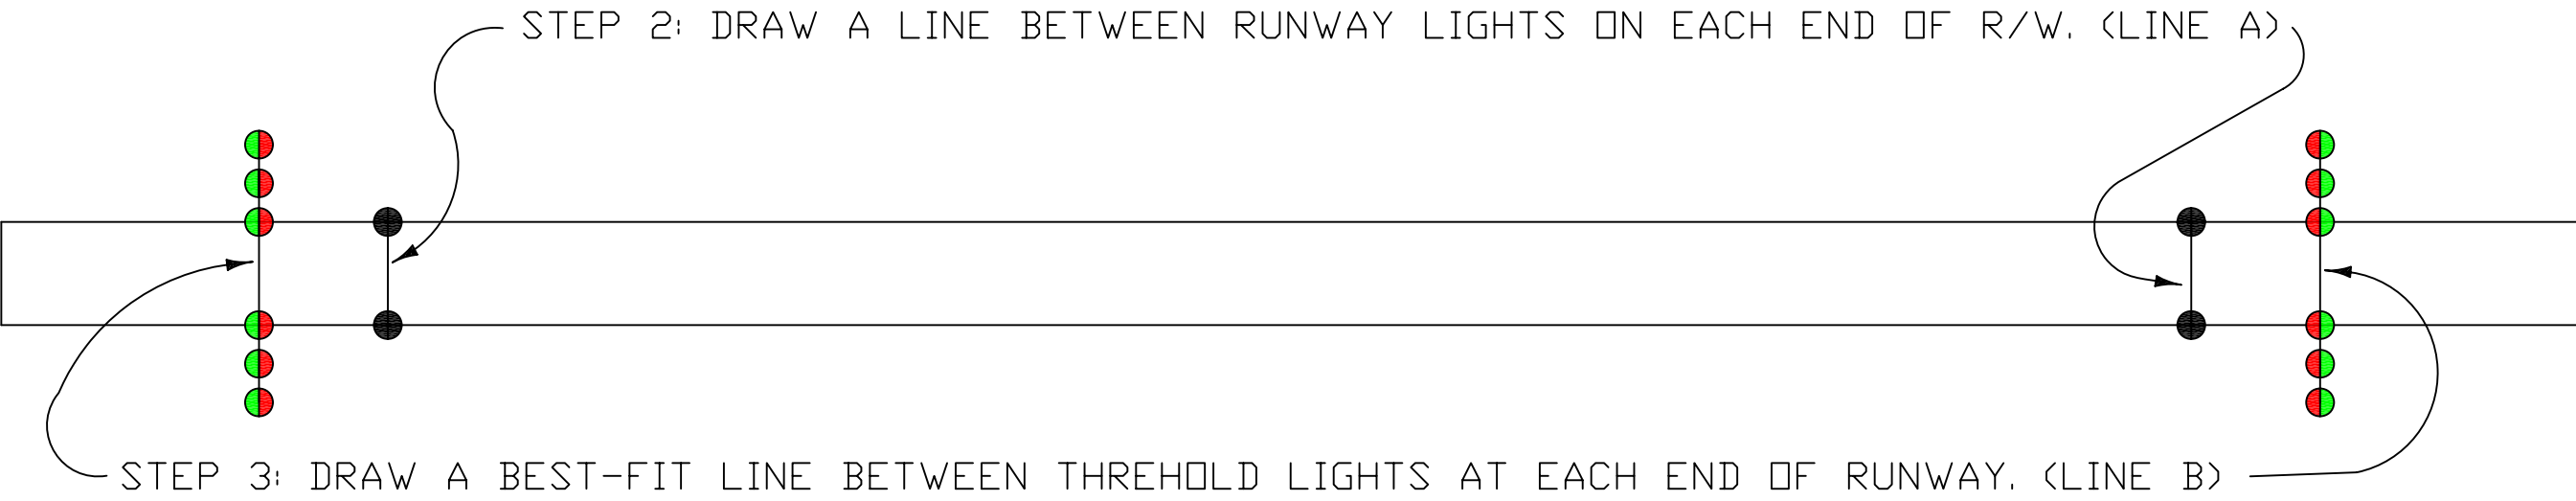 STEP 2: DRAW A LINE BETWEEN RUNWAY LIGHTS ON EACH END OF R/W. (LINE A)
STEP 3: DRAW A BEST-FIT LINE BETWEEN THREHOLD LIGHTS AT EACH END OF RUNWAY. (LINE B)